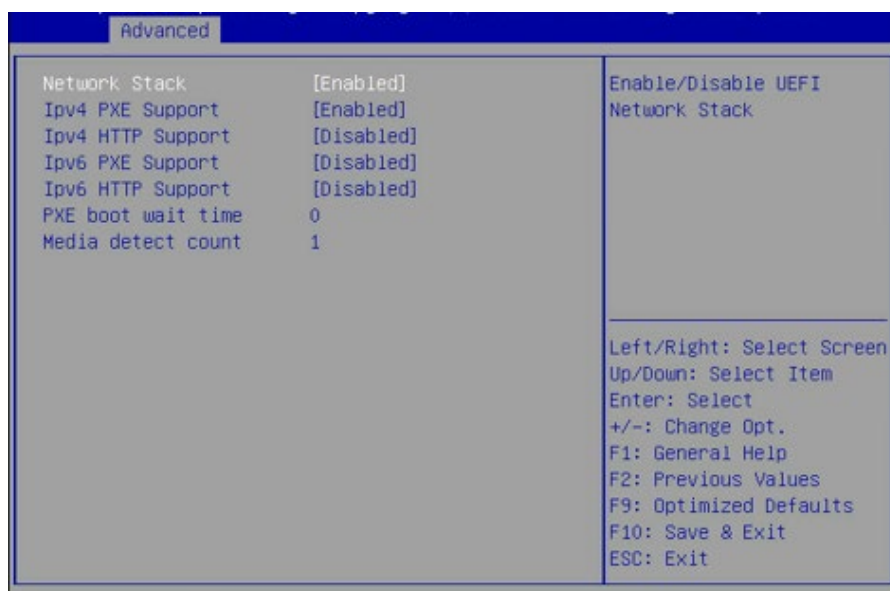 Advanced
Network Stack [Enabled]
Ipv4 PXE Support [Enabled]
Ipv4 HTTP Support [Disabled]
Ipv6 PXE Support [Disabled]
Ipv6 HTTP Support [Disabled]
PXE boot wait time 0
Media detect count 1
Enable/Disable UEFI
Network Stack
Left/Right: Select Screen
Up/Down: Select Item
Enter: Select
+/-: Change Opt.
F1: General Help
F2: Previous Values
F9: Optimized Defaults
F10: Save & Exit
ESC: Exit